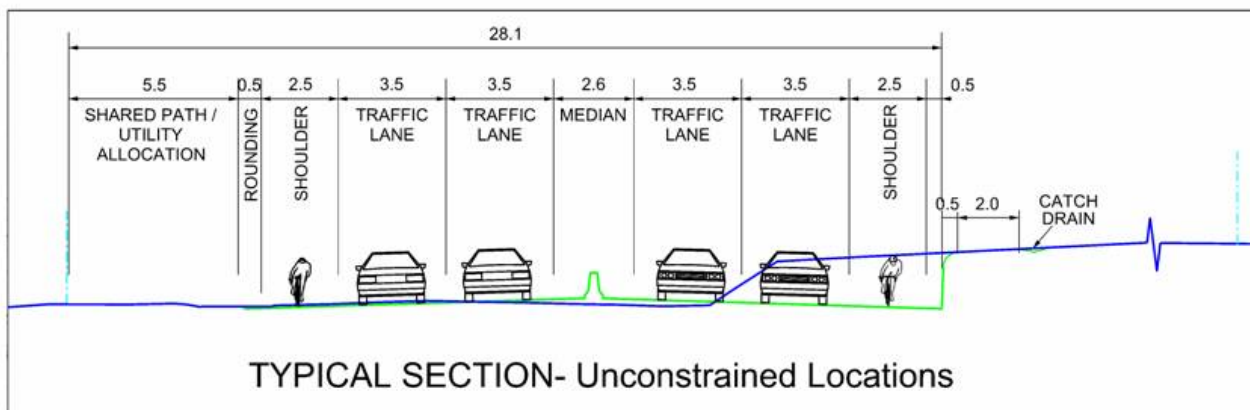 28.1
5.5
0.5
2.5
3.5
3.5
2.6
3.5
3.5
2.5
0.5
SHARED PATH /
UTILITY
ALLOCATION
ROUNDING
SHOULDER
TRAFFIC
LANE
TRAFFIC
LANE
MEDIAN
TRAFFIC
LANE
TRAFFIC
LANE
SHOULDER
0.5
2.0
CATCH
DRAIN
TYPICAL SECTION- Unconstrained Locations